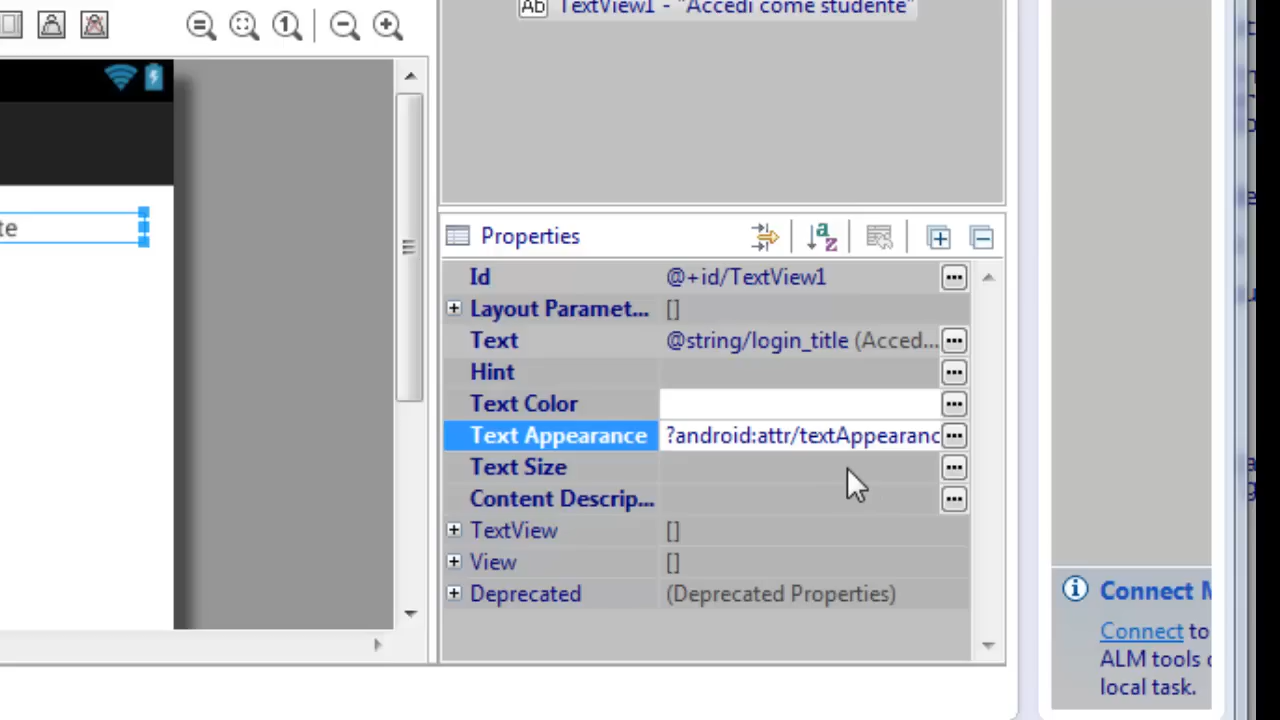 Ab TextView1 - "Accedi come studente"
te
Properties
Id @+id/TextView1
Layout Paramet... []
Text @string/login_title (Acced...
Hint
Text Color
Text Appearance ?android:attr/textAppearanc
Text Size
Content Descrip...
TextView []
View []
Deprecated (Deprecated Properties)
Connect M
Connect to
ALM tools
local task.